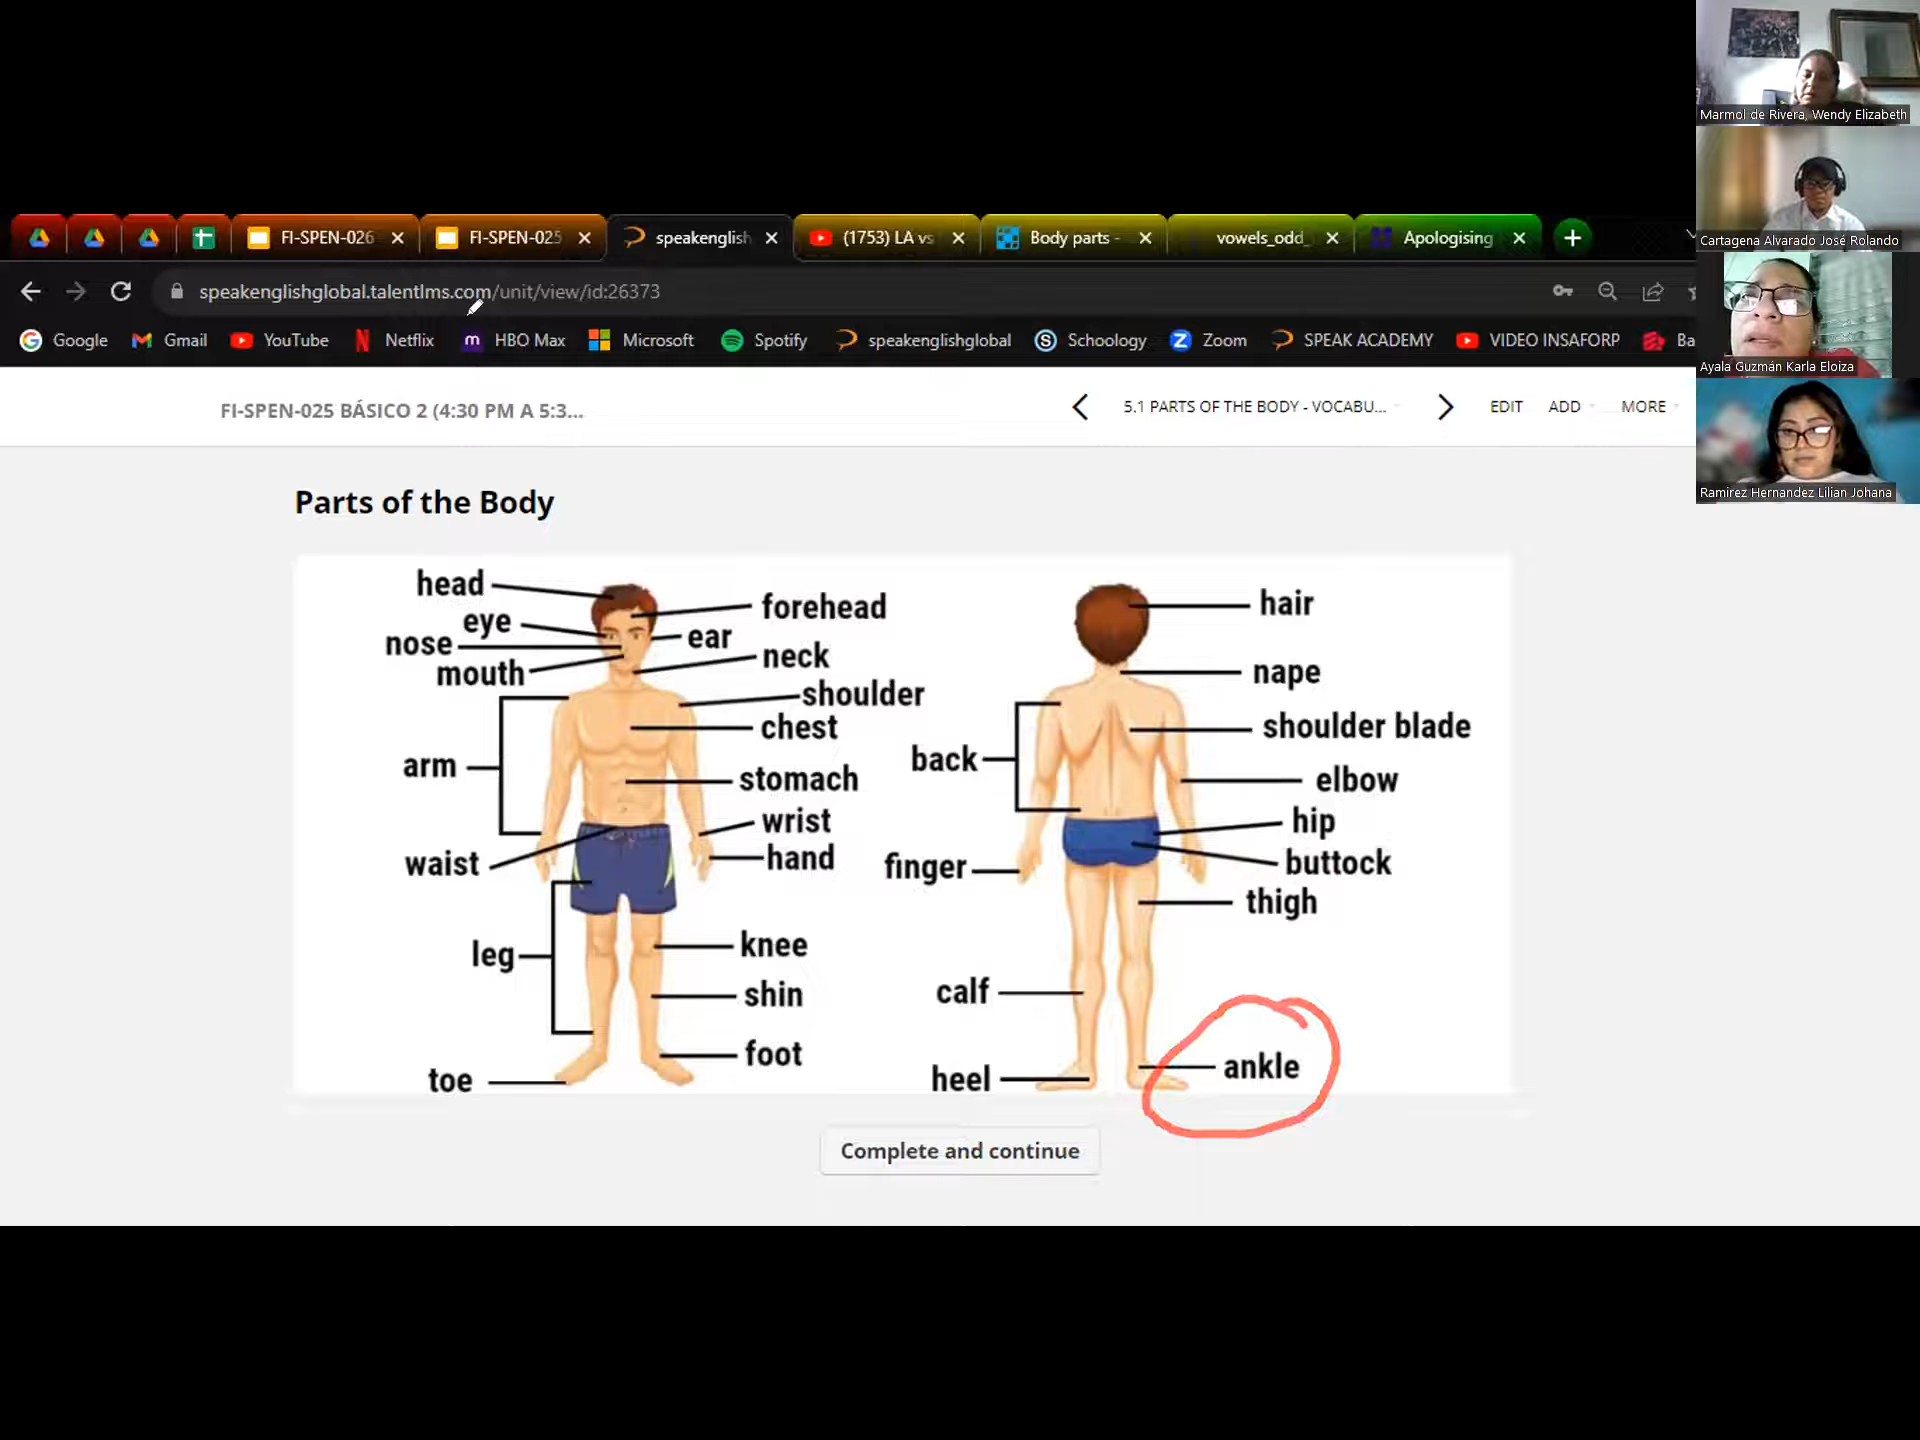 Marmol de Rivera, Wendy Elizabeth
Cartagena Alvarado José Rolando
Ayala Guzmán Karla Eloiza
Ramirez Hernandez Lilian Johana
FI-SPEN-026
FI-SPEN-025
speakenglish
(1753) LA vs
Body parts -
vowels_odd_
Apologising
speakenglishglobal.talentlms.com/unit/view/id:26373
Google
Gmail
YouTube
Netflix
HBO Max
Microsoft
Spotify
speakenglishglobal
Schoology
Zoom
SPEAK ACADEMY
VIDEO INSAFORP
Ba
FI-SPEN-025 BÁSICO 2 (4:30 PM A 5:3...
5.1 PARTS OF THE BODY - VOCABU...
EDIT
ADD
MORE
Parts of the Body
head
eye
nose
mouth
arm
waist
leg
toe
forehead
ear
neck
shoulder
chest
stomach
wrist
hand
knee
shin
foot
back
finger
calf
heel
hair
nape
shoulder blade
elbow
hip
buttock
thigh
ankle
Complete and continue